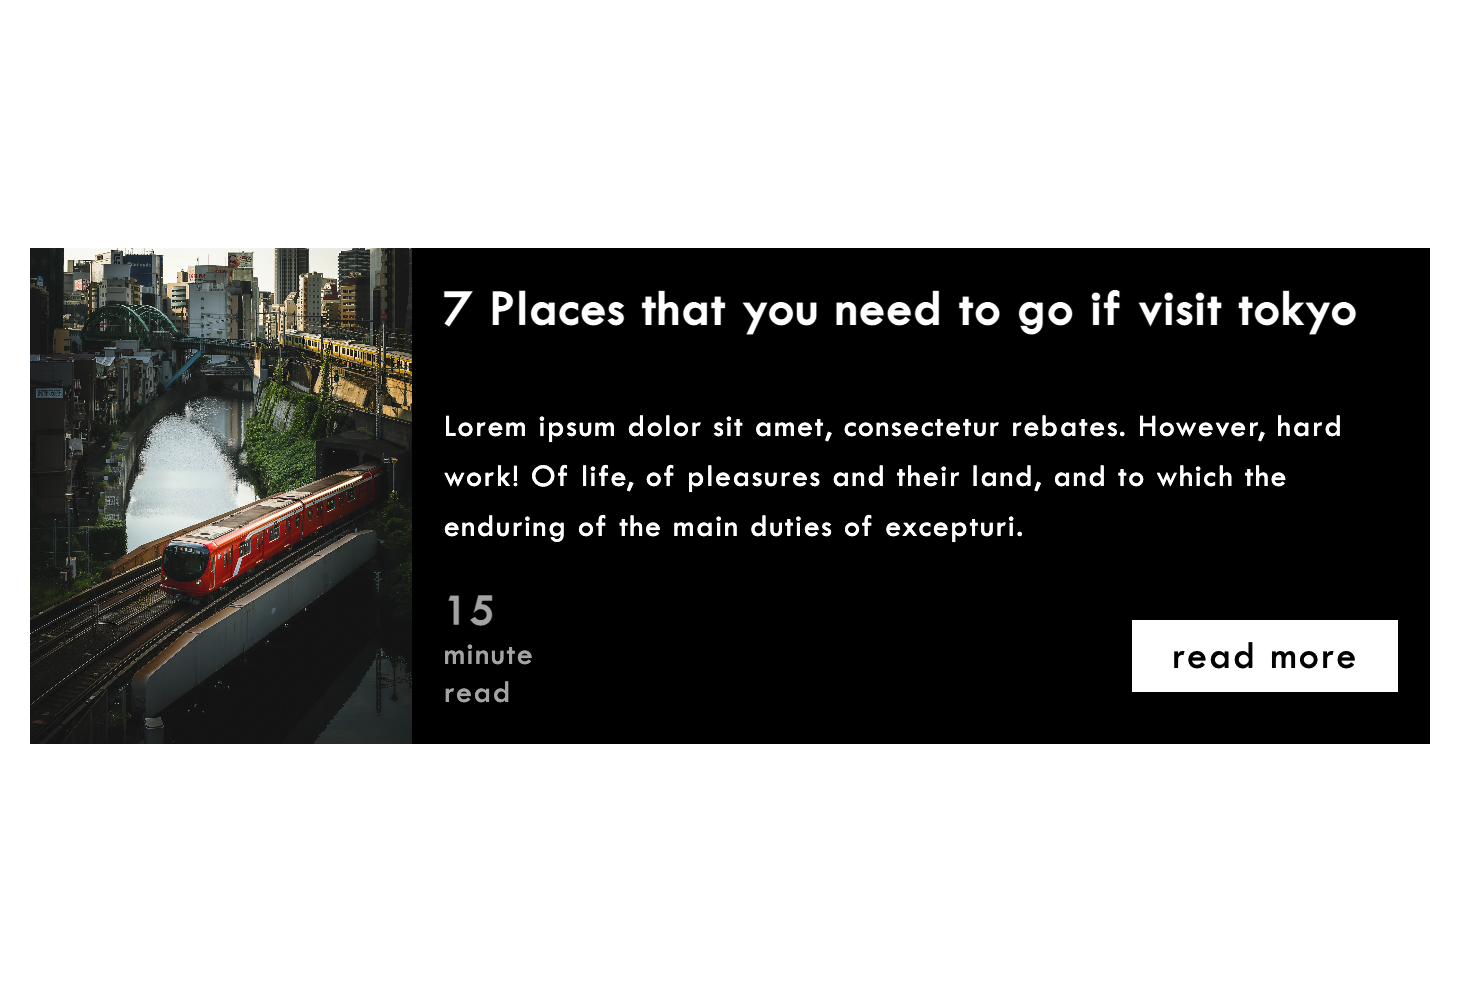 7 Places that you need to go if visit tokyo
Lorem ipsum dolor sit amet, consectetur rebates. However, hard
work! Of life, of pleasures and their land, and to which the
enduring of the main duties of excepturi.
15
minute
read
read more